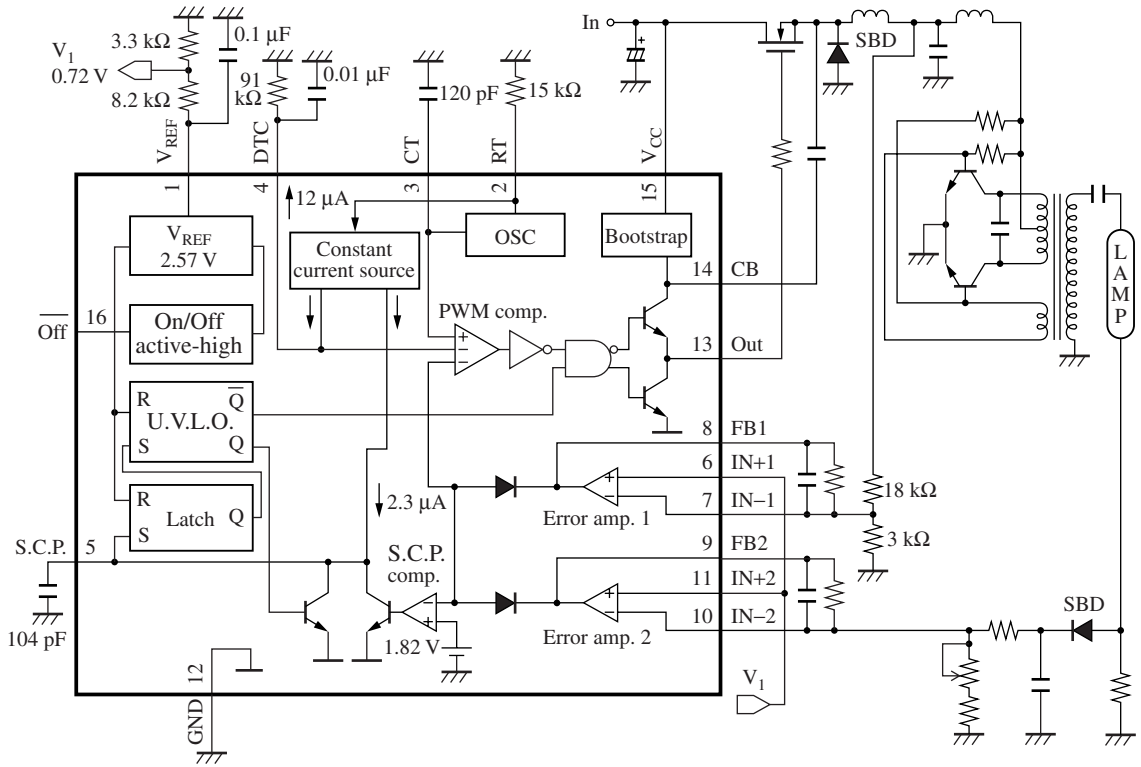 In
SBD
V1
0.72 V
3.3 kΩ
8.2 kΩ
0.1 μF
91
kΩ
0.01 μF
120 pF
15 kΩ
VREF
DTC
CT
RT
VCC
1
4
3
2
15
12 μA
VREF
2.57 V
Constant
current source
OSC
Bootstrap
14
CB
LAMP
Off
16
On/Off
active-high
PWM comp.
13
Out
R
S
U.V.L.O.
Q
Q
8
FB1
6
IN+1
7
IN−1
18 kΩ
3 kΩ
Error amp. 1
R
S
Latch
Q
2.3 μA
S.C.P.
5
104 pF
S.C.P.
comp.
1.82 V
9
FB2
11
IN+2
10
IN−2
Error amp. 2
SBD
12
GND
V1